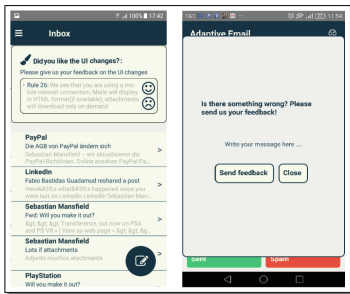 100% 17:42
Inbox
Did you like the UI changes?:
Please give us your feedback on the UI changes
- Rule 26: We see that you are using a mo-
bile internet connection, Mails will display
in HTML format(if available), attachments
will download only on demand
PayPal
Die AGB von PayPal ändern sich
Sebastian Mansfield – wir aktualisieren die
PayPal-Richtlinien. Online ansehen PayPal Pa...
>
LinkedIn
Fabio Bastidas Guadamud reshared a post
Here&#39;s what&#39;s happened since you
were last on LinkedIn LinkedIn Sebastian Man...
>
Sebastian Mansfield
Fwd: Will you make it out?
&gt; &gt; &gt; Transference, out now on PS4
and PS VR » | View as web page » &gt; &gt; &g...
>
Sebastian Mansfield
Lots if attachments
Adjunto muchos attachments
>
PlayStation
Will you make it out?
>
1&1
11:54
Adaptive Email
Is there something wrong? Please
send us your feedback!
Write your message here ...
Send feedback
Close
Sent
Spam